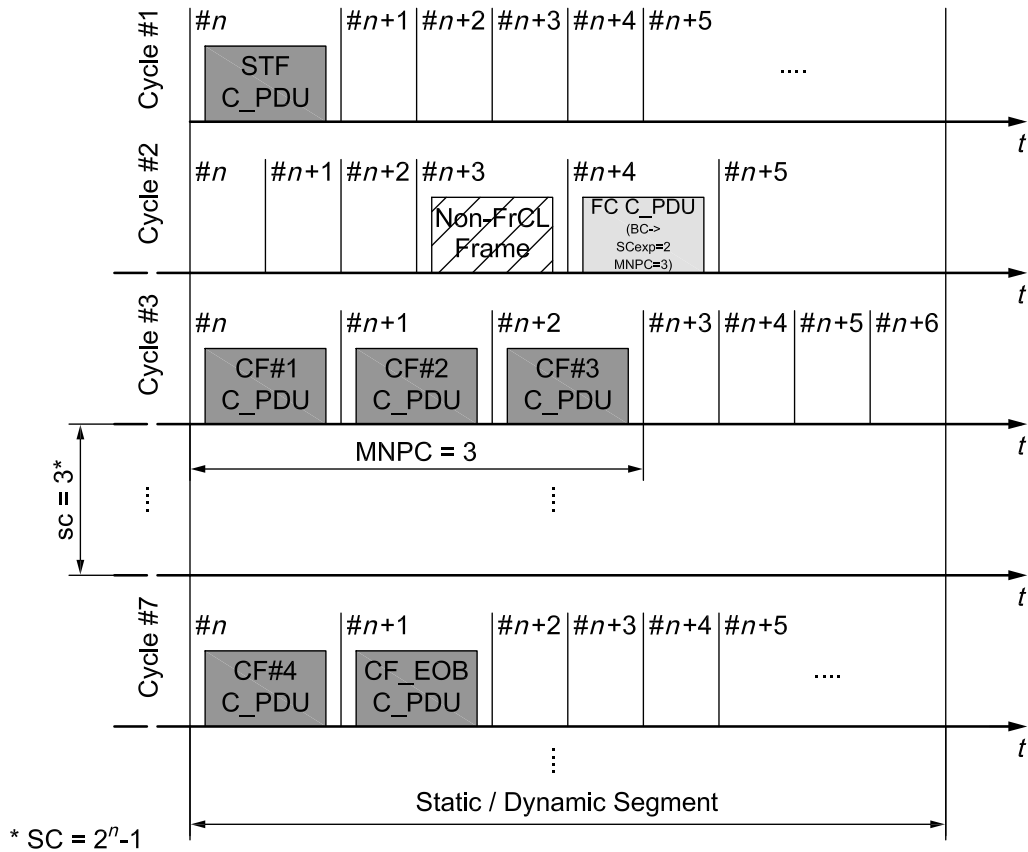 Cycle #1
#n
#n+1
#n+2
#n+3
#n+4
#n+5
STF
C_PDU
....
t
Cycle #2
#n
#n+1
#n+2
#n+3
#n+4
#n+5
Non-FrCL
Frame
FC C_PDU
(BC->
SCexp=2
MNPC=3)
t
Cycle #3
#n
#n+1
#n+2
#n+3
#n+4
#n+5
#n+6
CF#1
C_PDU
CF#2
C_PDU
CF#3
C_PDU
t
MNPC = 3
sc = 3*
....
....
t
Cycle #7
#n
#n+1
#n+2
#n+3
#n+4
#n+5
CF#4
C_PDU
CF_EOB
C_PDU
....
t
....
Static / Dynamic Segment
* SC = 2ⁿ-1